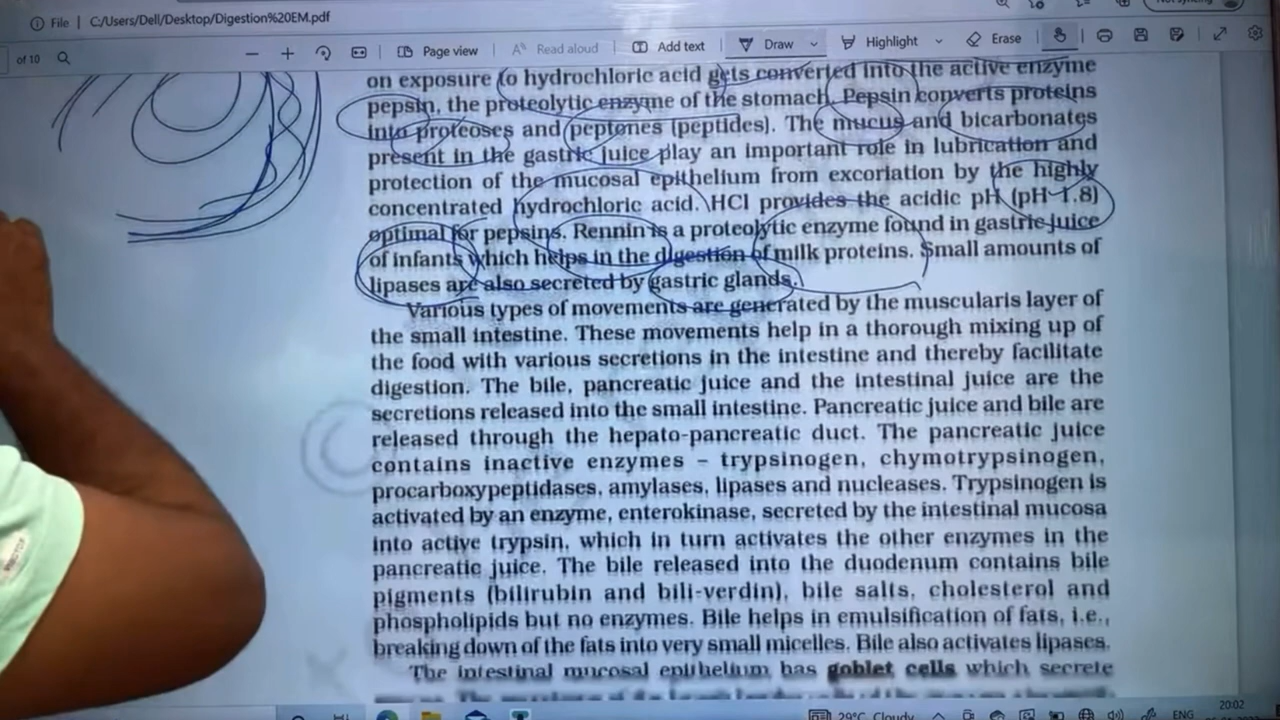 File | C:/Users/Dell/Desktop/Digestion%20EM.pdf
of 10 Page view Read aloud Add text Draw Highlight Erase
on exposure to hydrochloric acid gets converted into the active enzyme
pepsin, the proteolytic enzyme of the stomach. Pepsin converts proteins
into proteoses and peptones (peptides). The mucus and bicarbonates
present in the gastric juice play an important role in lubrication and
protection of the mucosal epithelium from excoriation by the highly
concentrated hydrochloric acid. HCl provides the acidic pH (pH 1.8)
optimal for pepsins. Rennin is a proteolytic enzyme found in gastric juice
of infants which helps in the digestion of milk proteins. Small amounts of
lipases are also secreted by gastric glands.
Various types of movements are generated by the muscularis layer of
the small intestine. These movements help in a thorough mixing up of
the food with various secretions in the intestine and thereby facilitate
digestion. The bile, pancreatic juice and the intestinal juice are the
secretions released into the small intestine. Pancreatic juice and bile are
released through the hepato-pancreatic duct. The pancreatic juice
contains inactive enzymes – trypsinogen, chymotrypsinogen,
procarboxypeptidases, amylases, lipases and nucleases. Trypsinogen is
activated by an enzyme, enterokinase, secreted by the intestinal mucosa
into active trypsin, which in turn activates the other enzymes in the
pancreatic juice. The bile released into the duodenum contains bile
pigments (bilirubin and bili-verdin), bile salts, cholesterol and
phospholipids but no enzymes. Bile helps in emulsification of fats, i.e.,
breaking down of the fats into very small micelles. Bile also activates lipases.
The intestinal mucosal epithelium has goblet cells which secrete
29°C Cloudy ENG 20:02